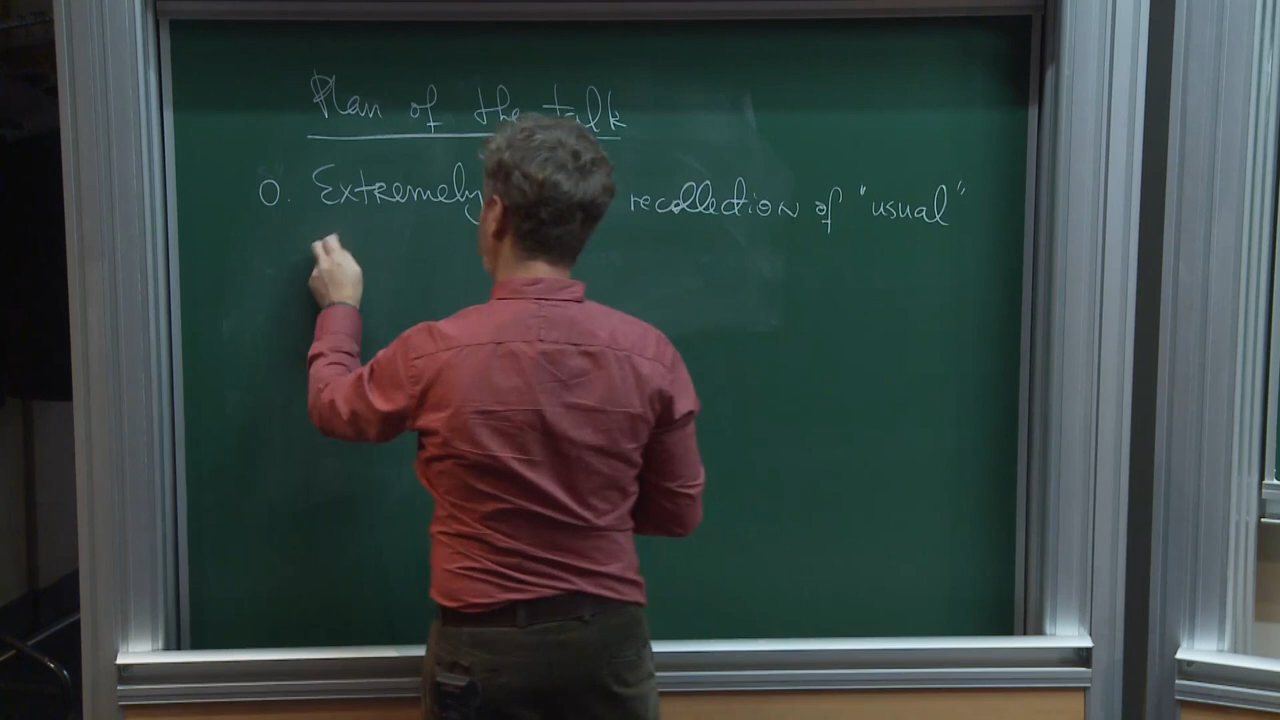 Plan of the talk
0. Extremely recollection of "usual"